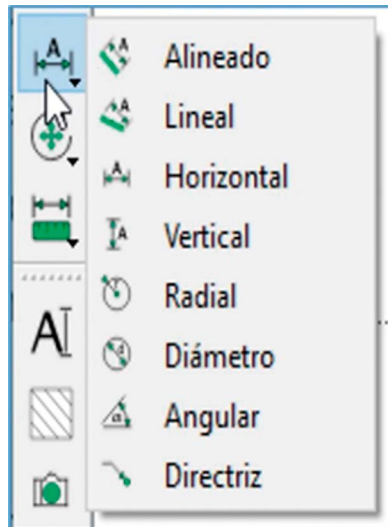 Alineado
Lineal
Horizontal
Vertical
Radial
Diámetro
Angular
Directriz